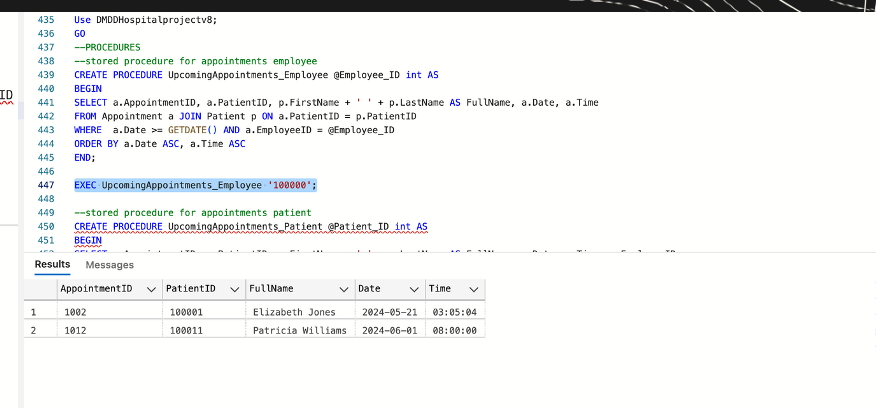 435 Use DMDDHospitalprojectv8;
436 GO
437 --PROCEDURES
438 --stored procedure for appointments employee
439 CREATE PROCEDURE UpcomingAppointments_Employee @Employee_ID int AS
440 BEGIN
441 SELECT a.AppointmentID, a.PatientID, p.FirstName + ' ' + p.LastName AS FullName, a.Date, a.Time
442 FROM Appointment a JOIN Patient p ON a.PatientID = p.PatientID
443 WHERE  a.Date >= GETDATE() AND a.EmployeeID = @Employee_ID
444 ORDER BY a.Date ASC, a.Time ASC
445 END;
446
447 EXEC UpcomingAppointments_Employee '100000';
448
449 --stored procedure for appointments patient
450 CREATE PROCEDURE UpcomingAppointments_Patient @Patient_ID int AS
451 BEGIN
ID
Results Messages
AppointmentID PatientID FullName Date Time
1 1002 100001 Elizabeth Jones 2024-05-21 03:05:04
2 1012 100011 Patricia Williams 2024-06-01 08:00:00